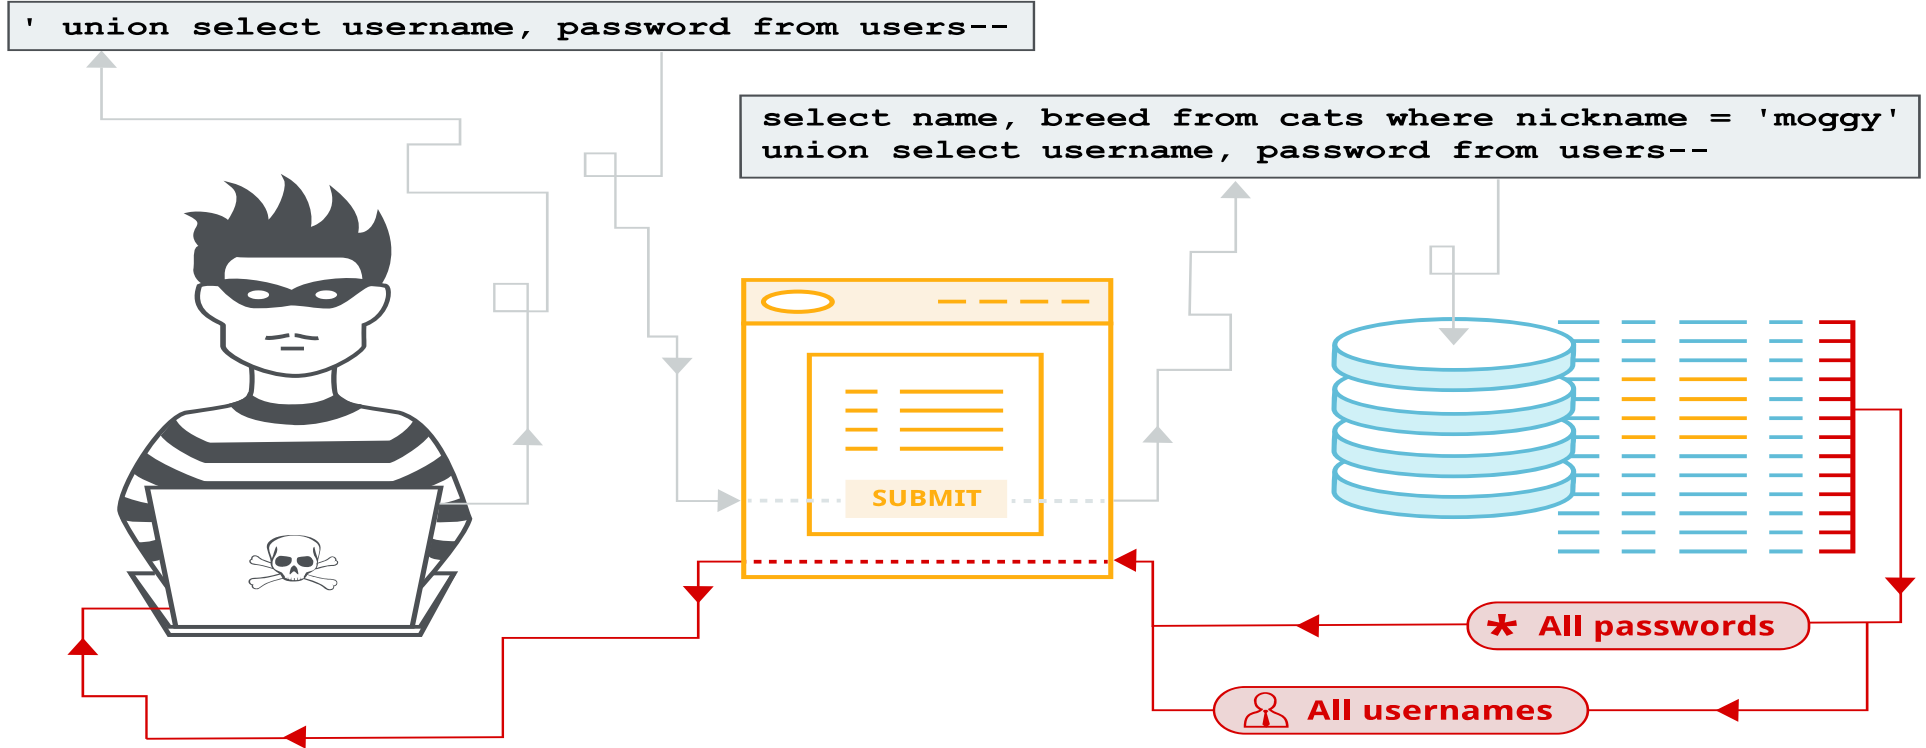 ' union select username, password from users--
select name, breed from cats where nickname = 'moggy'
union select username, password from users--
SUBMIT
* All passwords
All usernames